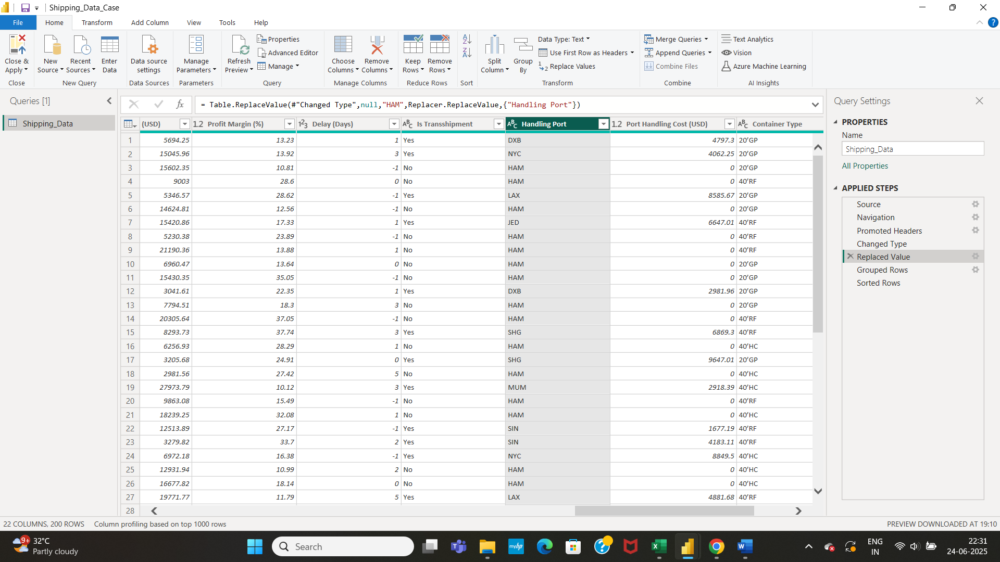 Shipping_Data_Case
File Home Transform Add Column View Tools Help
Close & Apply
New Source
Recent Sources
Enter Data
Data source settings
Manage Parameters
Refresh Preview
Properties
Advanced Editor
Manage
Choose Columns
Remove Columns
Keep Rows
Remove Rows
Split Column
Group By
Data Type: Text
Use First Row as Headers
Replace Values
Merge Queries
Append Queries
Combine Files
Text Analytics
Vision
Azure Machine Learning
Close New Query Data Sources Parameters Query Manage Columns Reduce Rows Sort Transform Combine AI Insights
Queries [1]
Shipping_Data
fx = Table.ReplaceValue(#"Changed Type",null,"HAM",Replacer.ReplaceValue,{"Handling Port"})
(USD) 1.2 Profit Margin (%) 123 Delay (Days) ABC Is Transshipment ABC Handling Port 1.2 Port Handling Cost (USD) ABC Container Type
1 5694.25 13.23 1 Yes DXB 4797.3 20’GP
2 15045.96 13.92 3 Yes NYC 4062.25 20’GP
3 15602.35 10.81 -1 No HAM 0 20’GP
4 9003 28.6 0 No HAM 0 40’RF
5 5346.57 28.62 -1 Yes LAX 8585.67 20’GP
6 14624.81 12.56 -1 No HAM 0 20’GP
7 15420.86 17.33 1 Yes JED 6647.01 40’RF
8 5230.38 23.89 -1 No HAM 0 40’RF
9 21190.36 13.88 1 No HAM 0 40’RF
10 6960.47 13.64 0 No HAM 0 20’GP
11 15430.35 35.05 -1 No HAM 0 20’GP
12 3041.61 22.35 1 Yes DXB 2981.96 20’GP
13 7794.51 18.3 3 No HAM 0 20’GP
14 20305.64 37.05 -1 No HAM 0 40’RF
15 8293.73 37.74 3 Yes SHG 6869.3 40’RF
16 6256.93 28.29 1 No HAM 0 40’HC
17 3205.68 24.91 0 Yes SHG 9647.01 20’GP
18 2981.56 27.42 5 No HAM 0 40’HC
19 27973.79 10.12 3 Yes MUM 2918.39 40’HC
20 9863.08 15.49 -1 No HAM 0 40’RF
21 18239.25 32.08 1 No HAM 0 40’HC
22 12513.89 27.17 -1 Yes SIN 1677.19 40’RF
23 3279.82 33.7 2 Yes SIN 4183.11 40’RF
24 6972.18 16.38 -1 Yes NYC 8849.5 40’HC
25 12931.94 10.99 2 No HAM 0 40’HC
26 16677.82 18.14 0 No HAM 0 40’HC
27 19771.77 11.79 5 Yes LAX 4881.68 40’RF
28
Query Settings
PROPERTIES
Name
Shipping_Data
All Properties
APPLIED STEPS
Source
Navigation
Promoted Headers
Changed Type
Replaced Value
Grouped Rows
Sorted Rows
22 COLUMNS, 200 ROWS Column profiling based on top 1000 rows PREVIEW DOWNLOADED AT 19:10
9+
32°C
Partly cloudy
Search
myhp
ENG
IN
22:31
24-06-2025